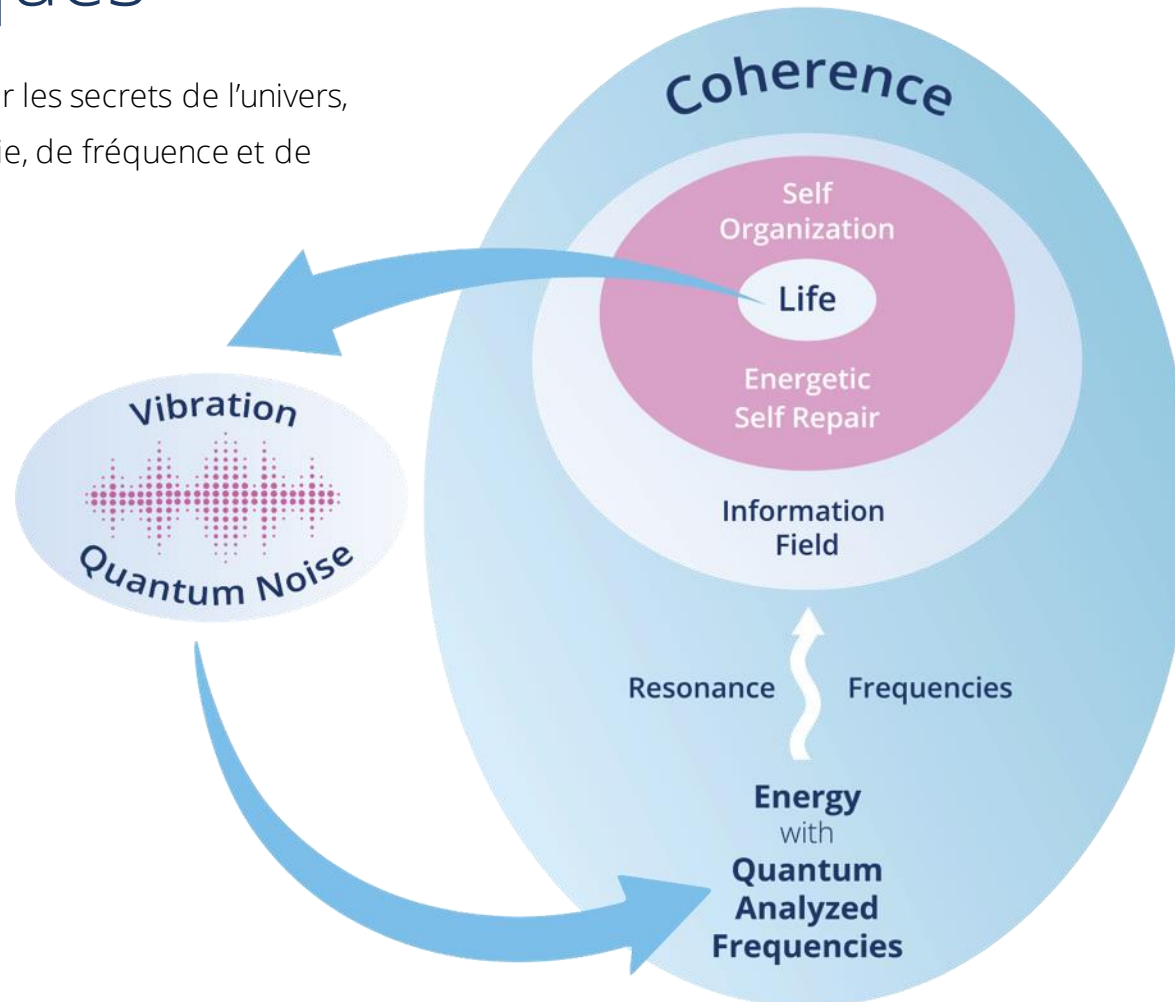 ques
r les secrets de l’univers,
ie, de fréquence et de
Coherence
Self
Organization
Life
Energetic
Self Repair
Information
Field
Vibration
Quantum Noise
Resonance Frequencies
Energy
with
Quantum
Analyzed
Frequencies